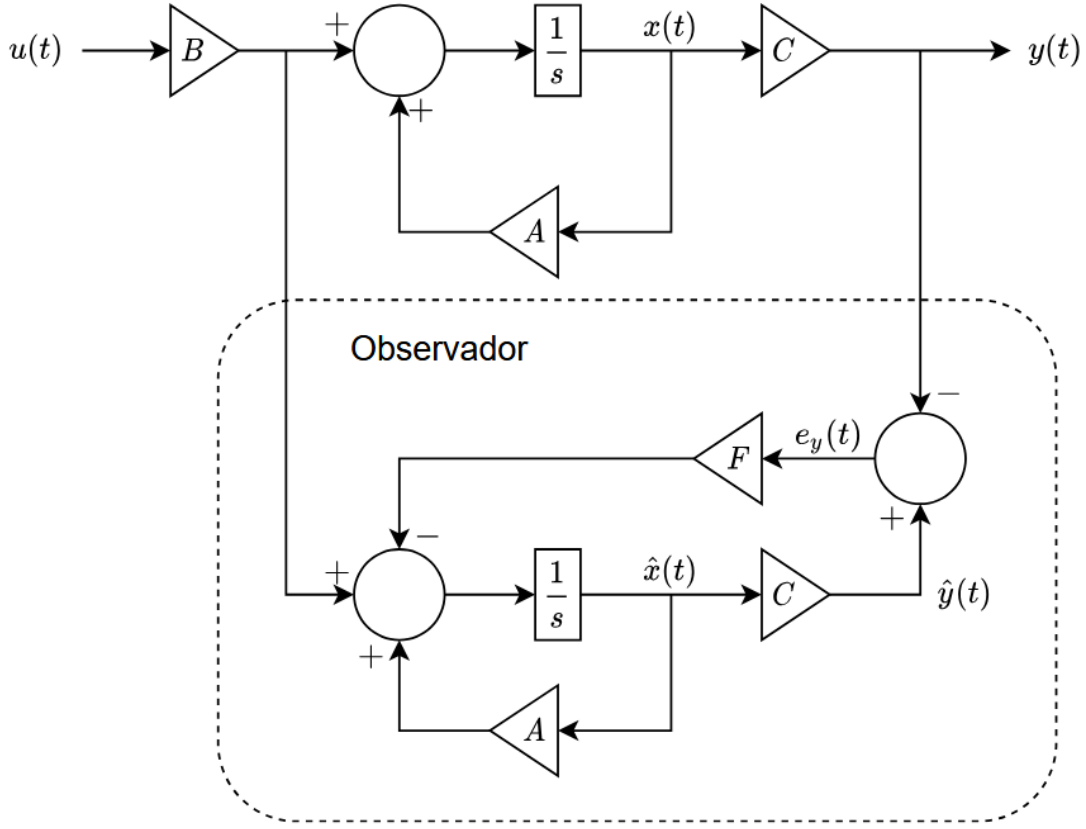 u(t) B + 1/s x(t) C y(t)
+
A
Observador
−
F e_y(t)
+
−
+ 1/s x̂(t) C ŷ(t)
+
A